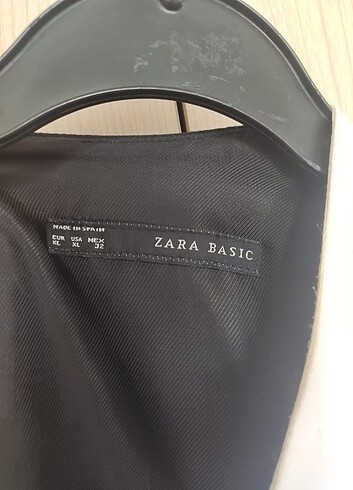 MADE IN SPAIN
EUR USA MEX
XL XL 32
ZARA BASIC